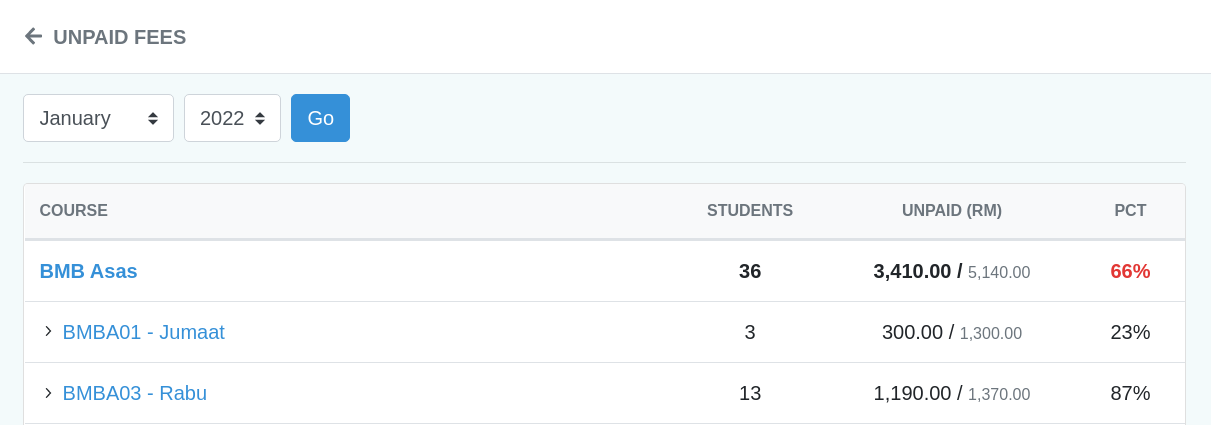 UNPAID FEES
January 2022 Go
COURSE STUDENTS UNPAID (RM) PCT
BMB Asas 36 3,410.00 / 5,140.00 66%
BMBA01 - Jumaat 3 300.00 / 1,300.00 23%
BMBA03 - Rabu 13 1,190.00 / 1,370.00 87%